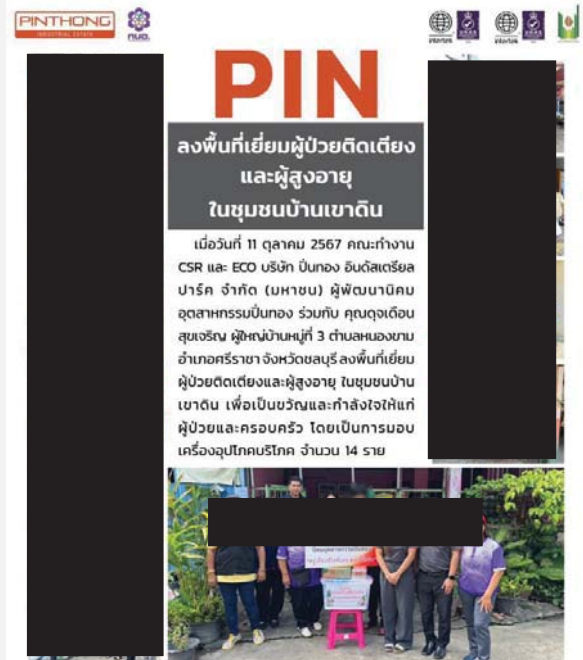 PINTHONG
INDUSTRIAL ESTATE
กนอ.
intertek
UKAS
intertek
UKAS
PIN
ลงพื้นที่เยี่ยมผู้ป่วยติดเตียง
และผู้สูงอายุ
ในชุมชนบ้านเขาดิน
เมื่อวันที่ 11 ตุลาคม 2567 คณะทำงาน
CSR และ ECO บริษัท ปิ่นทอง อินดัสเตรียล
ปาร์ค จำกัด (มหาชน) ผู้พัฒนานิคม
อุตสาหกรรมปิ่นทอง ร่วมกับ คุณดุจเดือน
สุขเจริญ ผู้ใหญ่บ้านหมู่ที่ 3 ตำบลหนองขาม
อำเภอศรีราชา จังหวัดชลบุรี ลงพื้นที่เยี่ยม
ผู้ป่วยติดเตียงและผู้สูงอายุ ในชุมชนบ้าน
เขาดิน เพื่อเป็นขวัญและกำลังใจให้แก่
ผู้ป่วยและครอบครัว โดยเป็นการมอบ
เครื่องอุปโภคบริโภค จำนวน 14 ราย